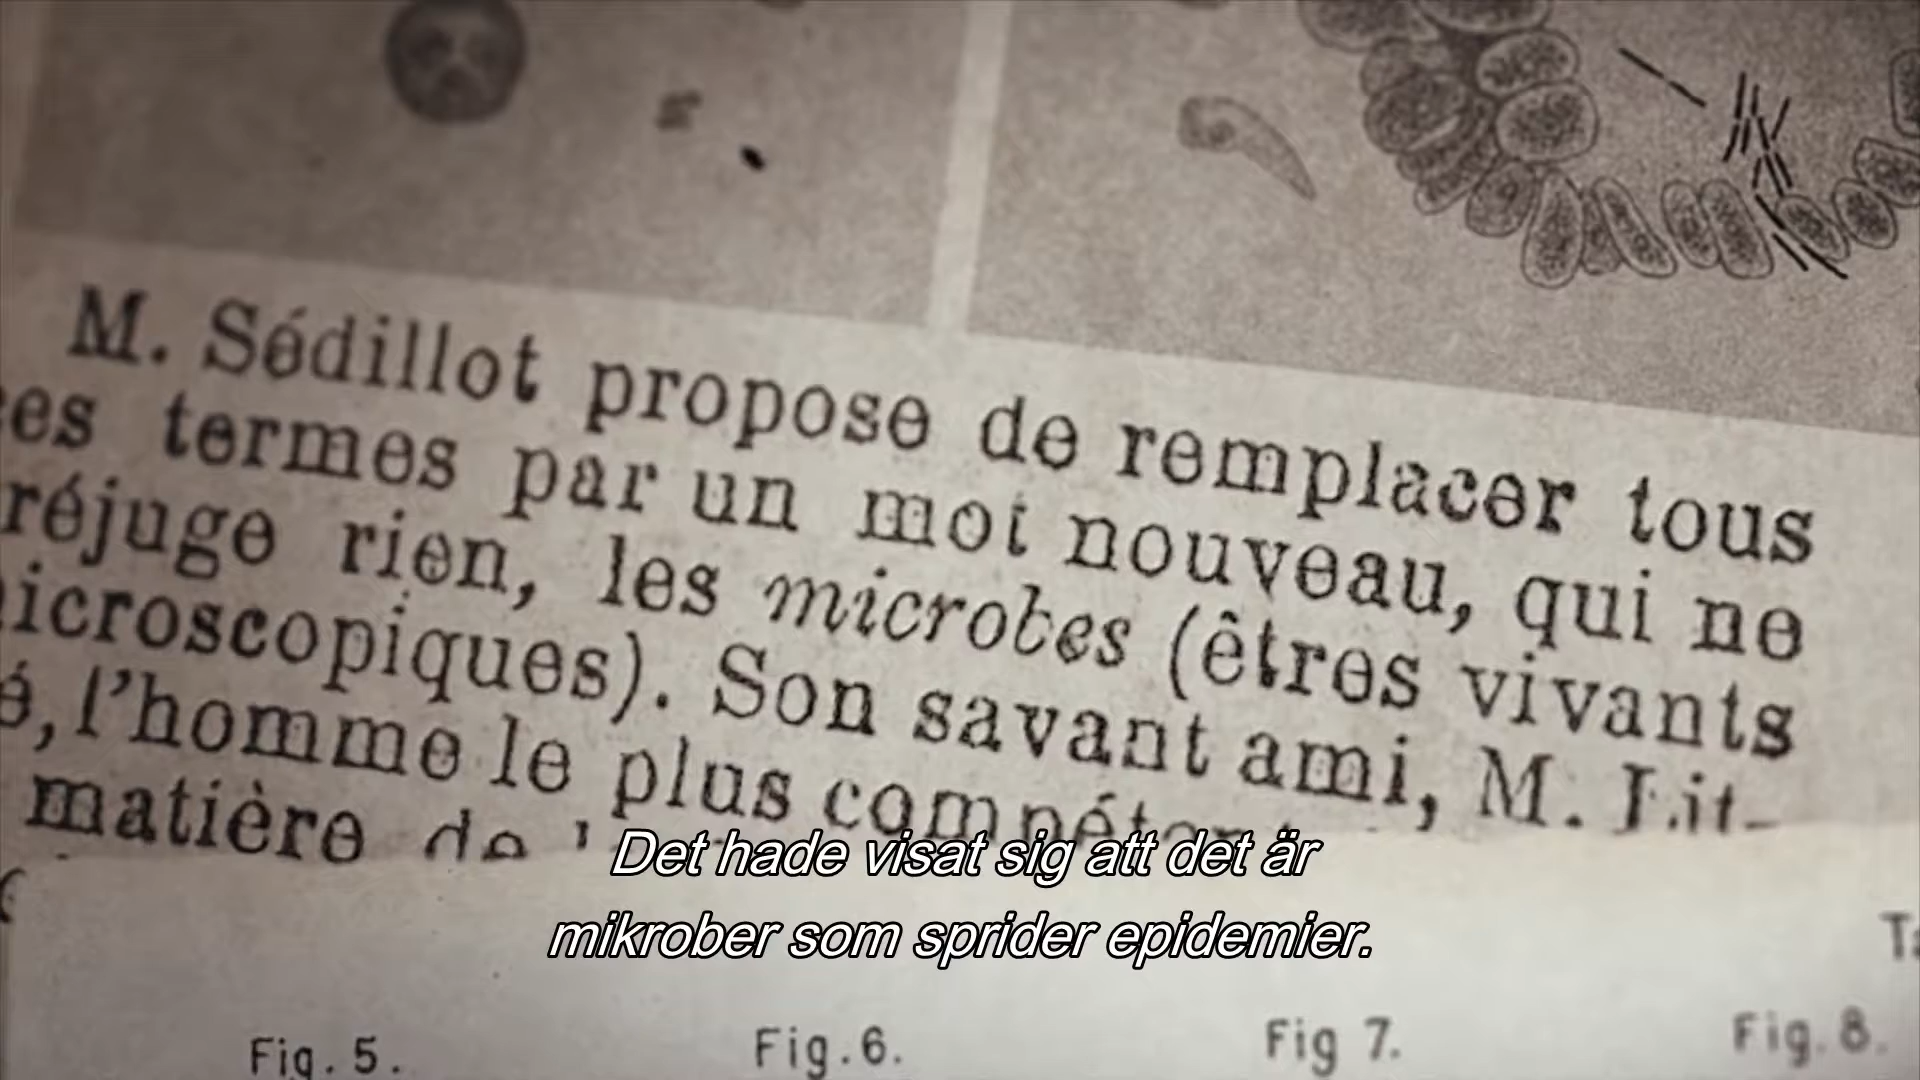 M. Sédillot propose de remplacer tous
ces termes par un mot nouveau, qui ne
réjuge rien, les microbes (êtres vivants
icroscopiques). Son savant ami, M. Lit-
é, l'homme le plus compétent
matière de l'
Det hade visat sig att det är
mikrober som sprider epidemier.
Fig. 5.
Fig. 6.
Fig 7.
Fig. 8.